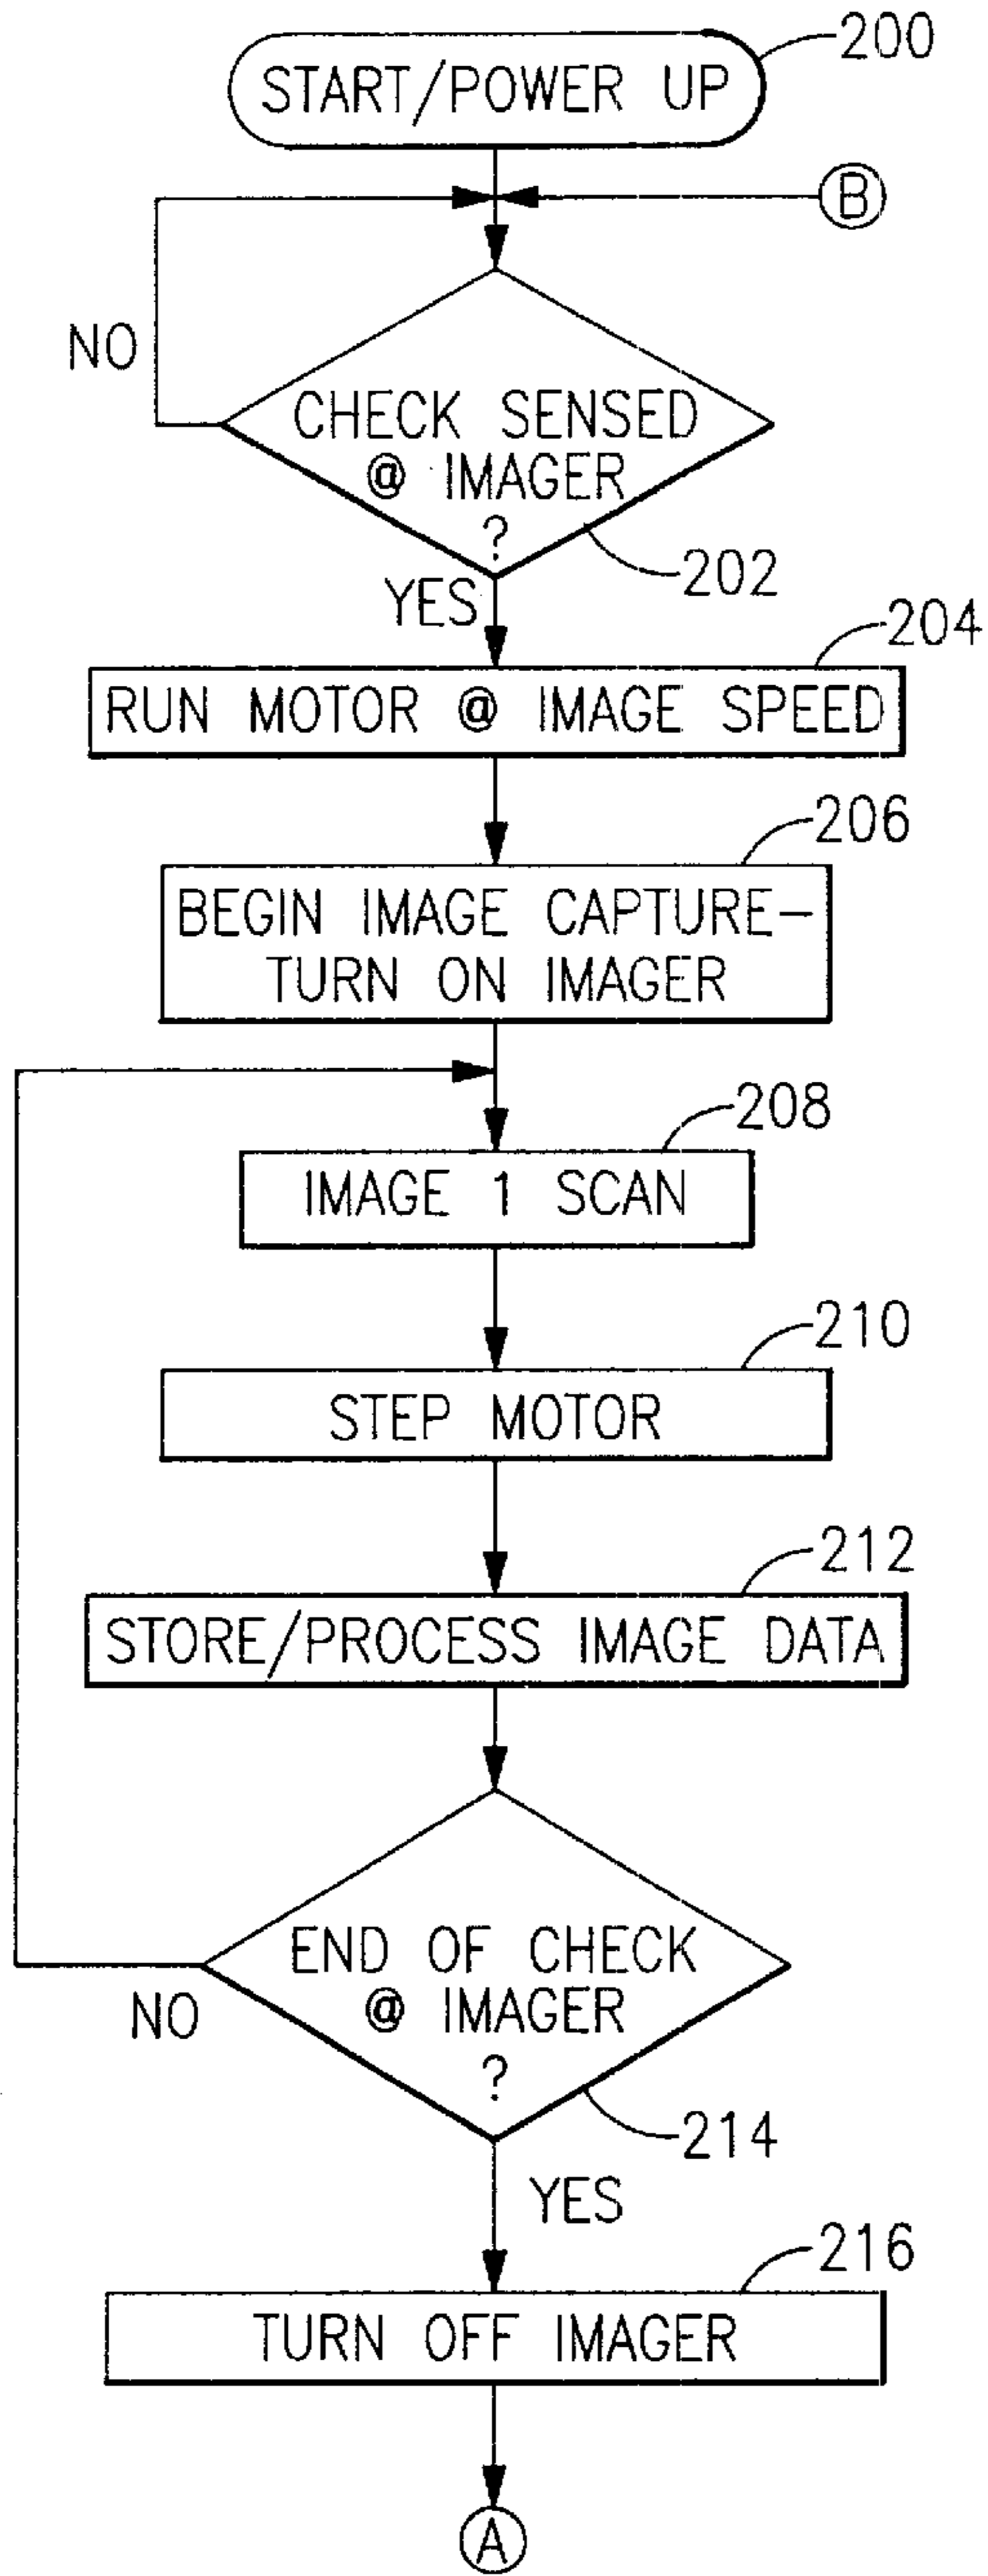 200
START/POWER UP
B
NO
CHECK SENSED
@ IMAGER
?
202
YES
204
RUN MOTOR @ IMAGE SPEED
206
BEGIN IMAGE CAPTURE-
TURN ON IMAGER
208
IMAGE 1 SCAN
210
STEP MOTOR
212
STORE/PROCESS IMAGE DATA
END OF CHECK
@ IMAGER
?
NO
214
YES
216
TURN OFF IMAGER
A